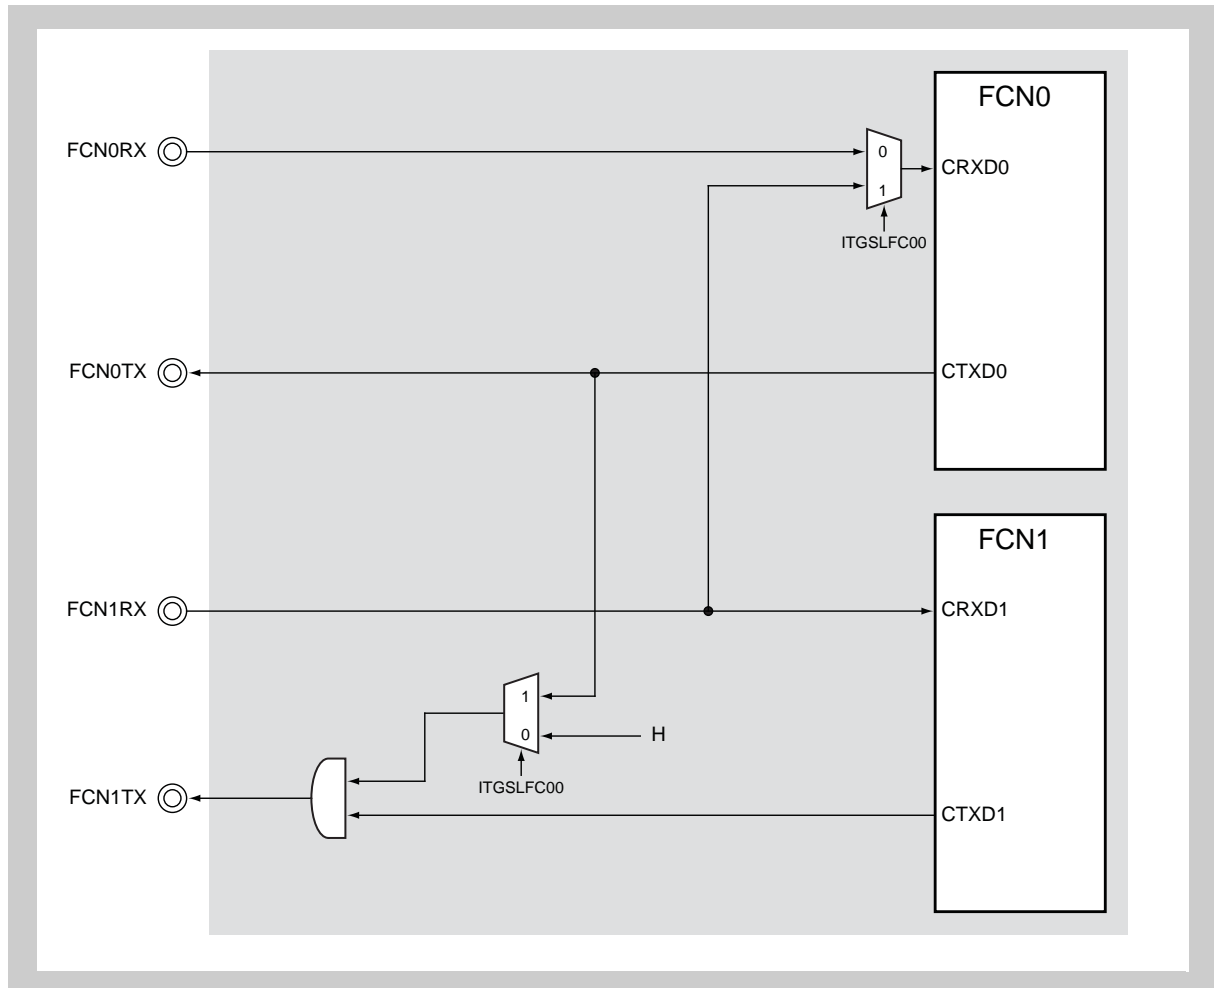 FCN0
FCN0RX
0
CRXD0
1
ITGSLFC00
FCN0TX
CTXD0
FCN1
FCN1RX
CRXD1
1
0
H
ITGSLFC00
FCN1TX
CTXD1